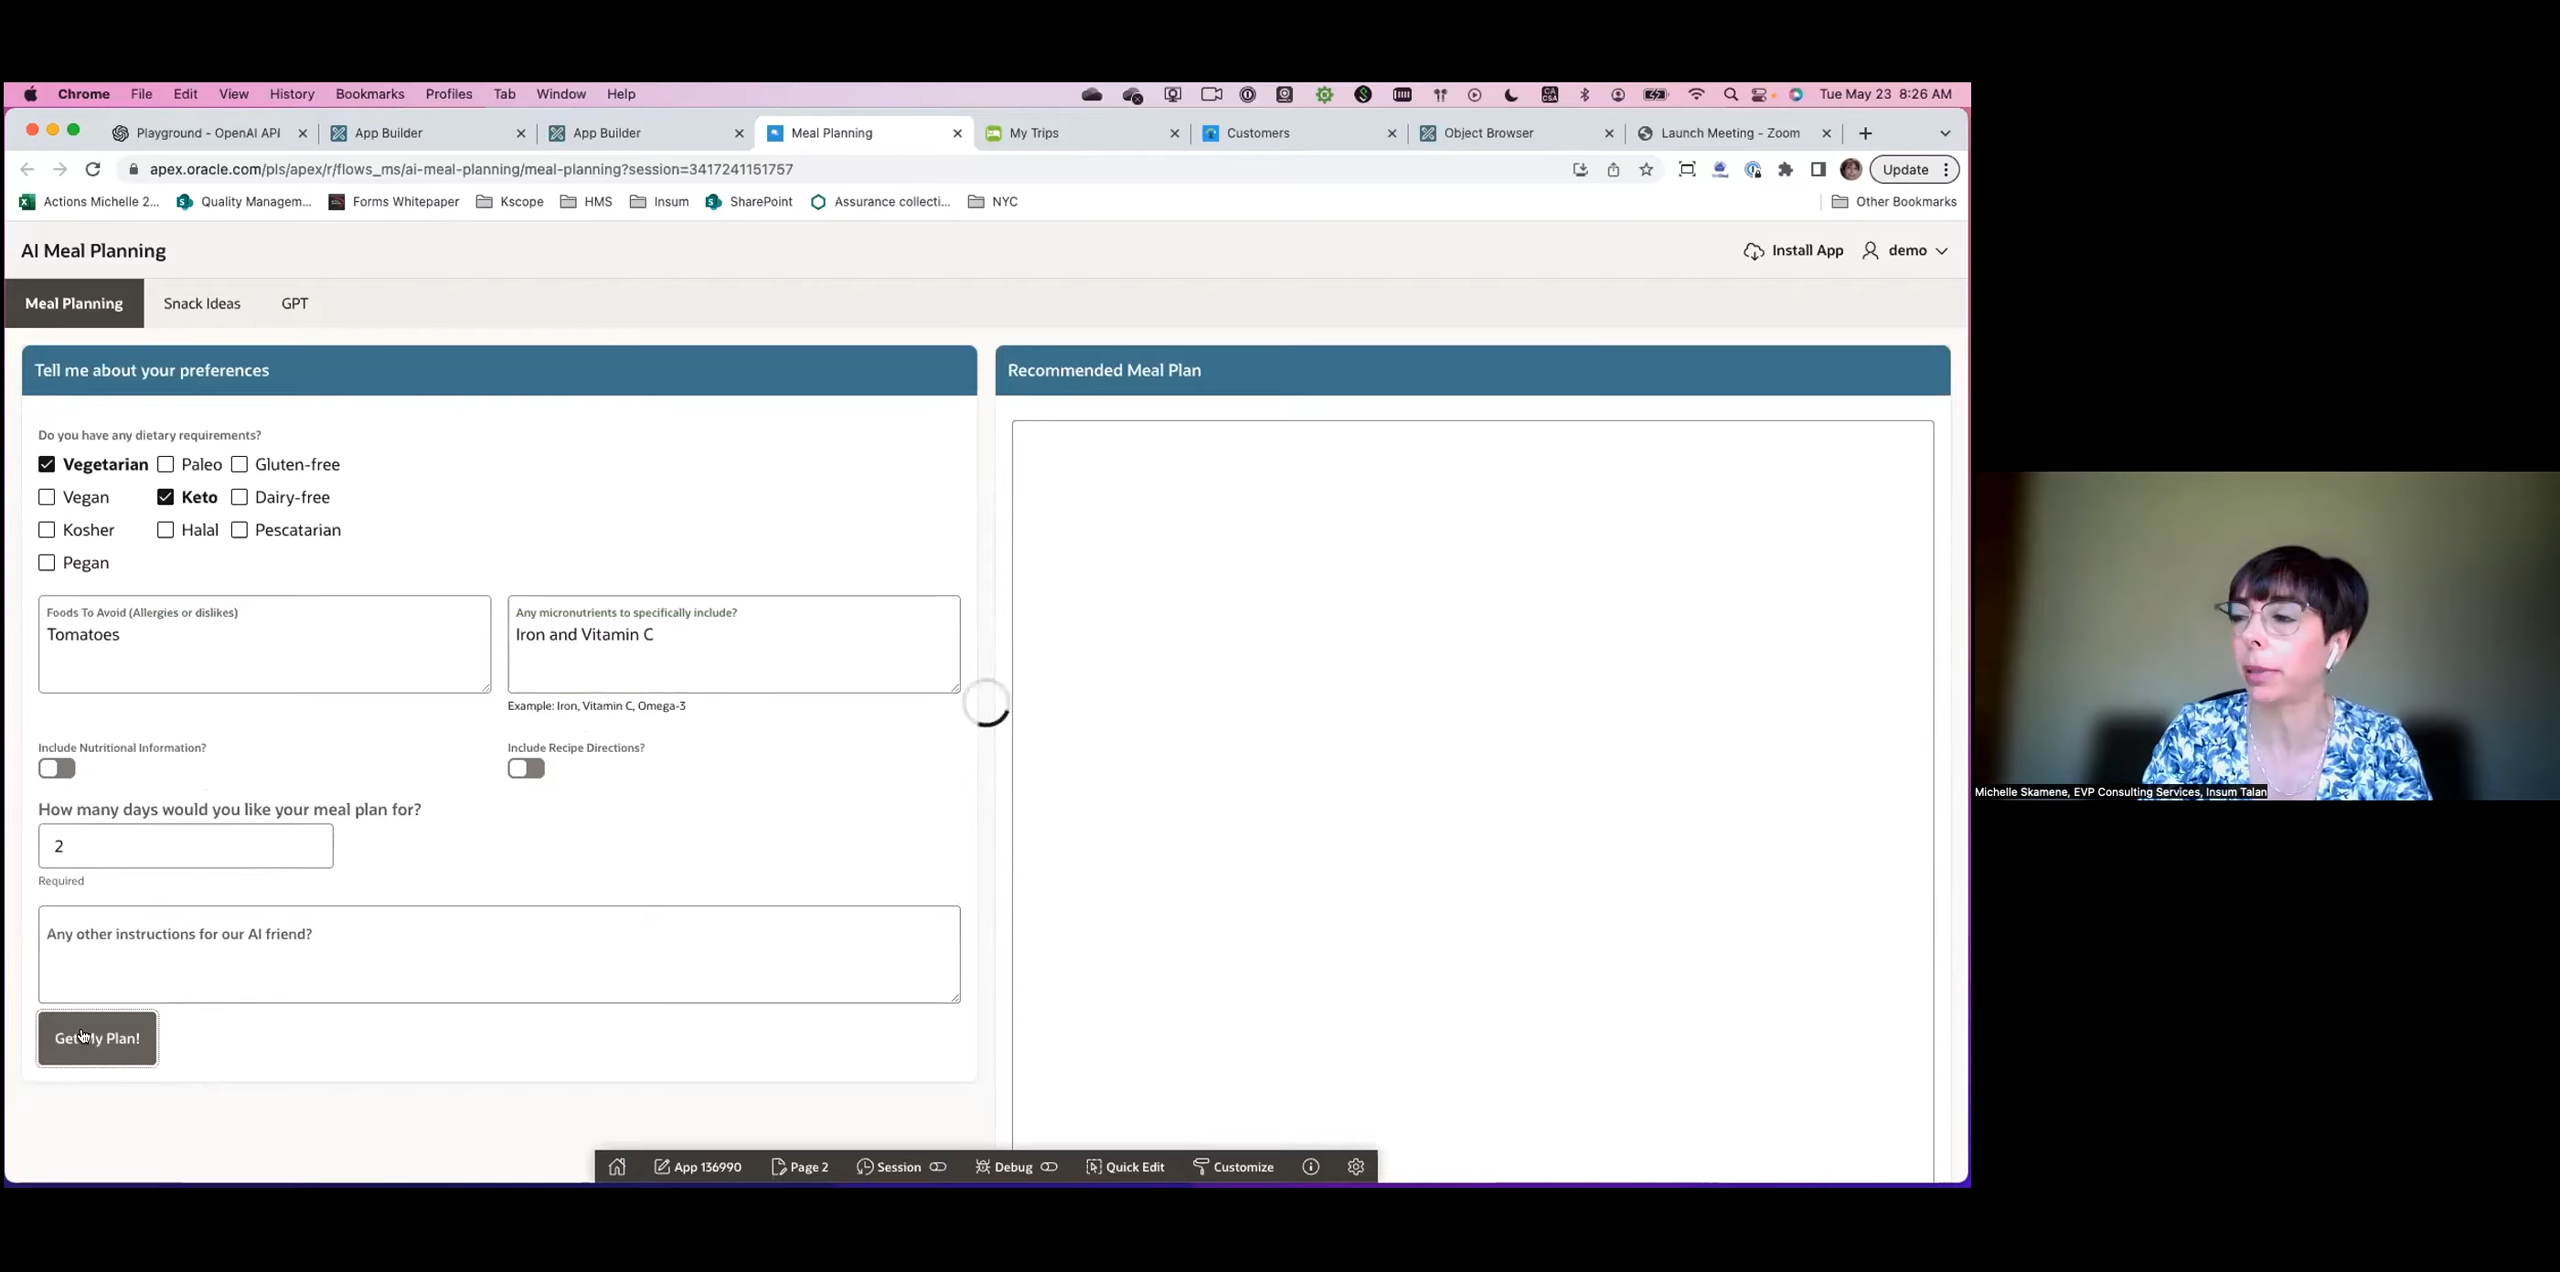 Chrome File Edit View History Bookmarks Profiles Tab Window Help Tue May 23 8:26 AM
Playground - OpenAI API App Builder App Builder Meal Planning My Trips Customers Object Browser Launch Meeting - Zoom
apex.oracle.com/pls/apex/r/flows_ms/ai-meal-planning/meal-planning?session=3417241151757 Update
Actions Michelle 2... Quality Managem... Forms Whitepaper Kscope HMS Insum SharePoint Assurance collecti... NYC Other Bookmarks
AI Meal Planning Install App demo
Meal Planning Snack Ideas GPT
Tell me about your preferences
Do you have any dietary requirements?
Vegetarian Paleo Gluten-free
Vegan Keto Dairy-free
Kosher Halal Pescatarian
Pegan
Foods To Avoid (Allergies or dislikes)
Tomatoes
Any micronutrients to specifically include?
Iron and Vitamin C
Example: Iron, Vitamin C, Omega-3
Include Nutritional Information? Include Recipe Directions?
How many days would you like your meal plan for?
2
Required
Any other instructions for our AI friend?
Get My Plan!
Recommended Meal Plan
App 136990 Page 2 Session Debug Quick Edit Customize
Michelle Skamene, EVP Consulting Services, Insum Talan